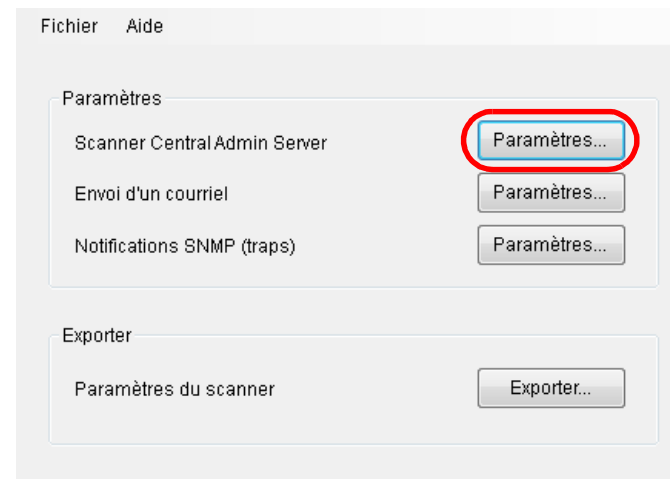 Fichier Aide
Paramètres
Scanner Central Admin Server Paramètres...
Envoi d'un courriel Paramètres...
Notifications SNMP (traps) Paramètres...
Exporter
Paramètres du scanner Exporter...